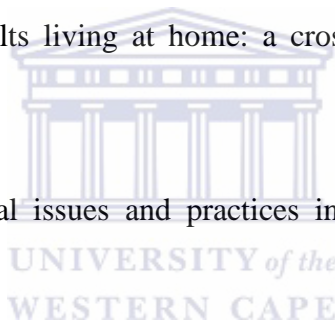 lts living at home: a cros
al issues and practices in
UNIVERSITY of the
WESTERN CAPE